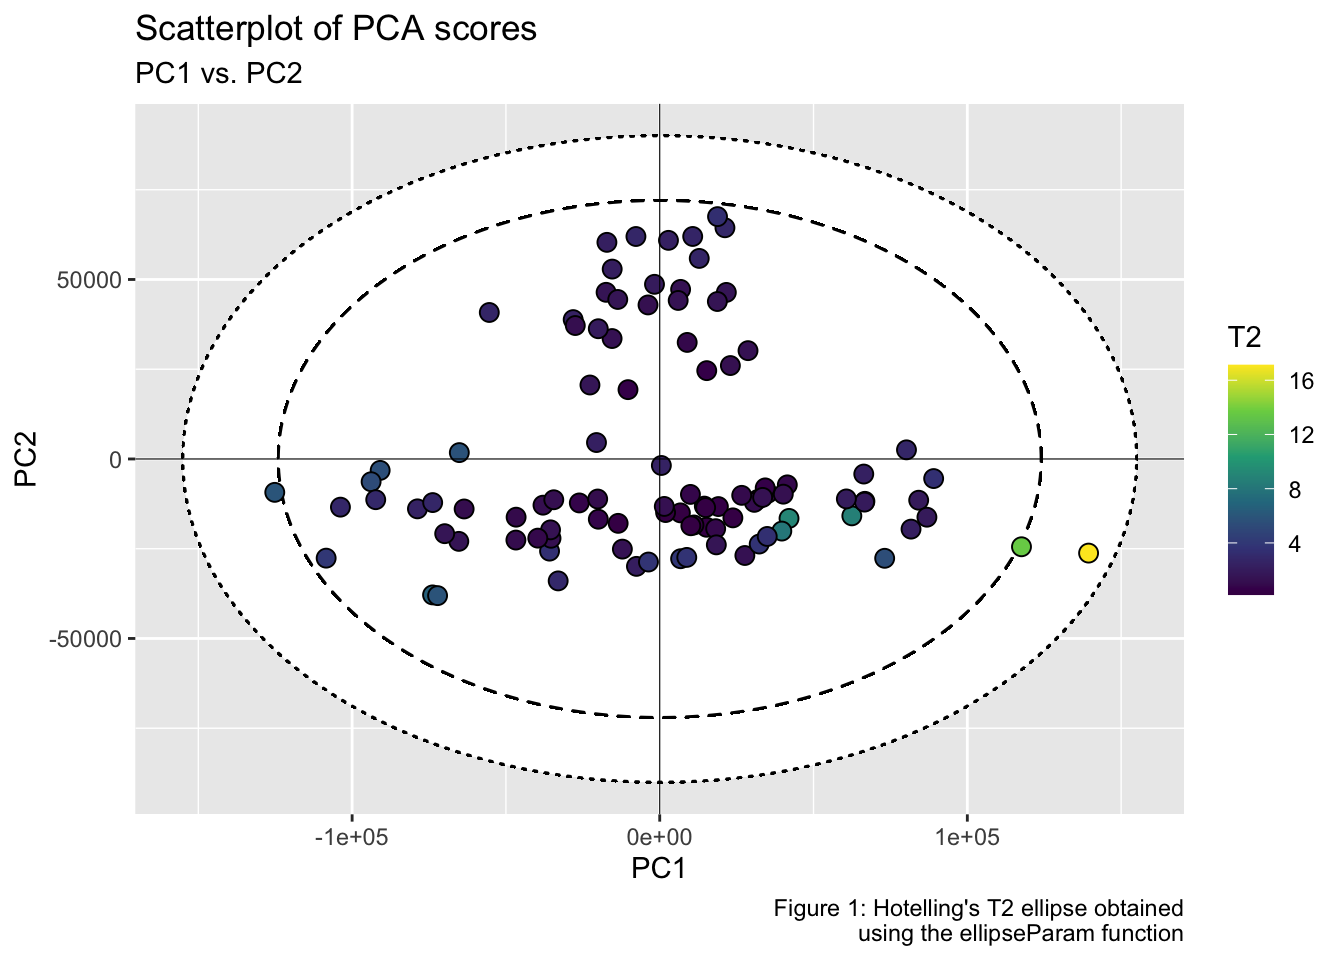 Scatterplot of PCA scores
PC1 vs. PC2
PC2
50000
0
-50000
-1e+05
0e+00
1e+05
PC1
T2
16
12
8
4
Figure 1: Hotelling's T2 ellipse obtained
using the ellipseParam function